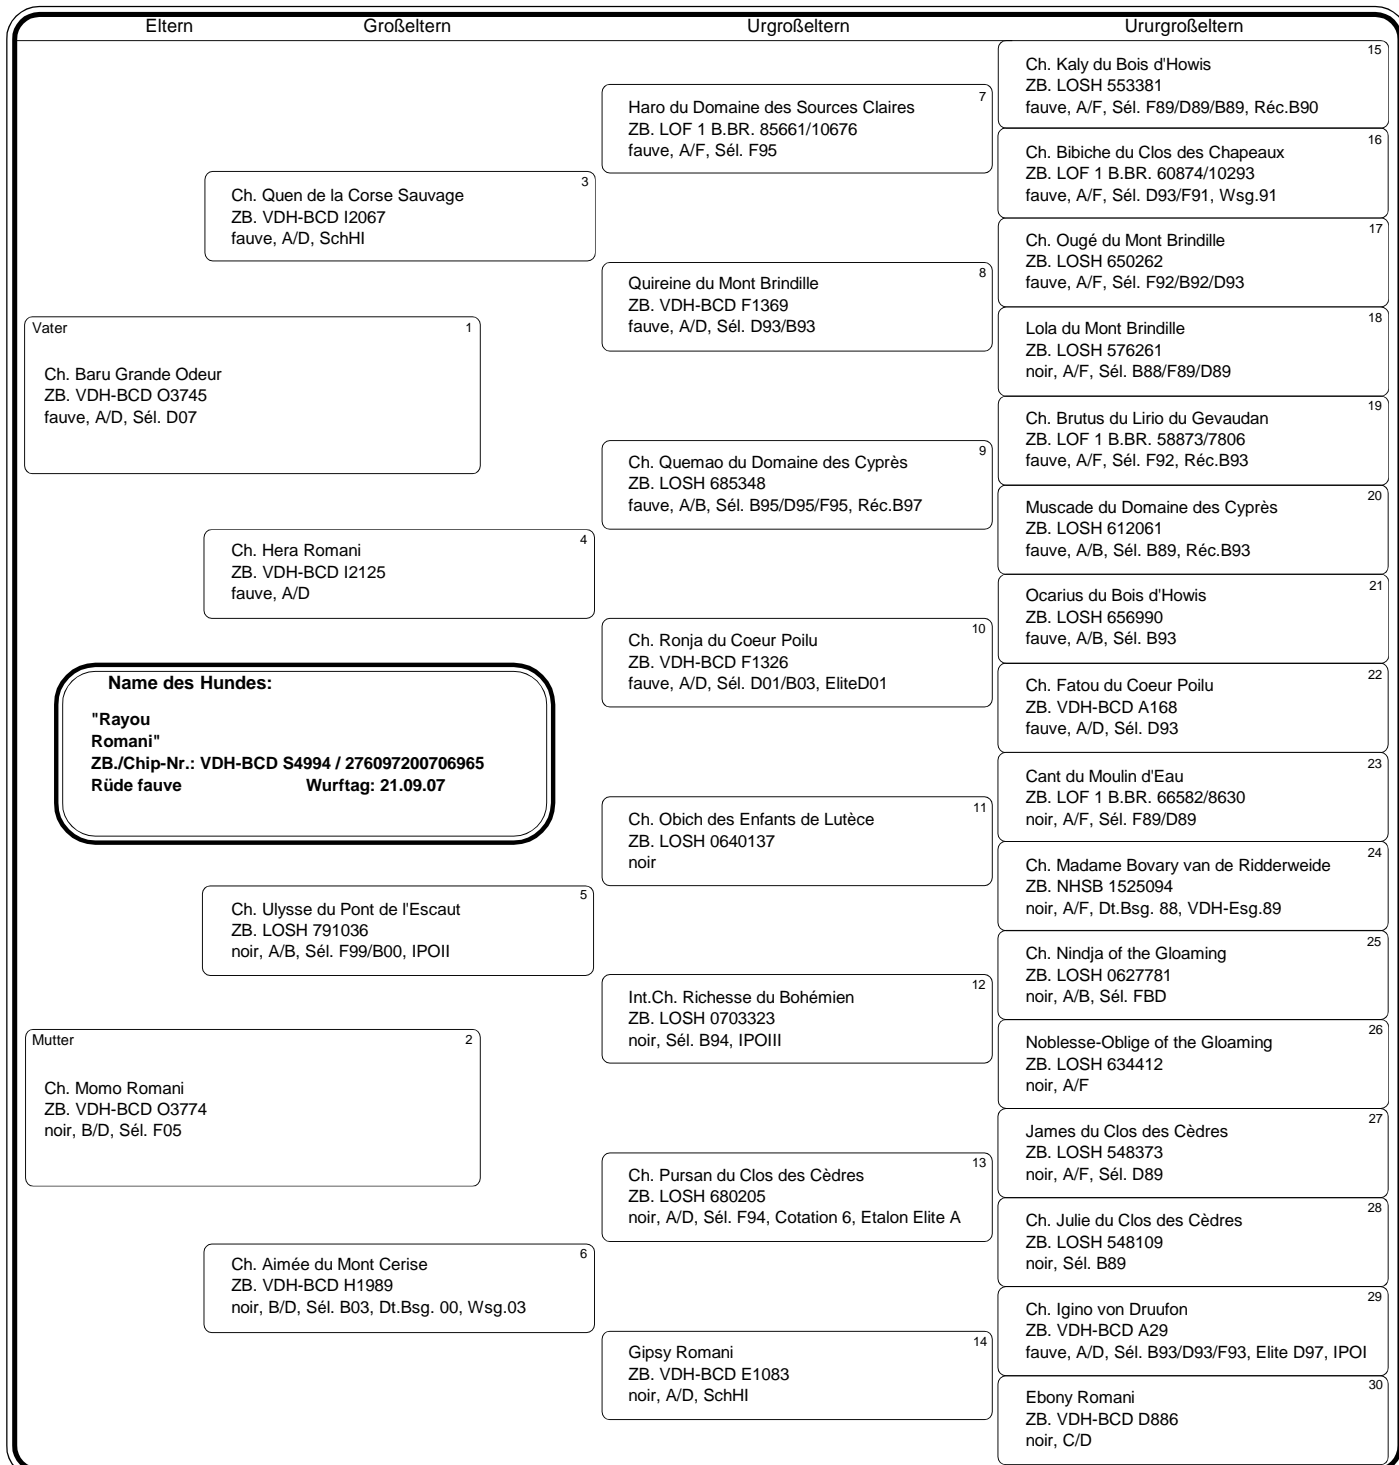 Eltern Großeltern Urgroßeltern Ururgroßeltern
Vater 1
Ch. Baru Grande Odeur
ZB. VDH-BCD O3745
fauve, A/D, Sél. D07
Name des Hundes:
"Rayou
Romani"
ZB./Chip-Nr.: VDH-BCD S4994 / 276097200706965
Rüde fauve Wurftag: 21.09.07
Mutter 2
Ch. Momo Romani
ZB. VDH-BCD O3774
noir, B/D, Sél. F05
3
Ch. Quen de la Corse Sauvage
ZB. VDH-BCD I2067
fauve, A/D, SchHI
4
Ch. Hera Romani
ZB. VDH-BCD I2125
fauve, A/D
5
Ch. Ulysse du Pont de l'Escaut
ZB. LOSH 791036
noir, A/B, Sél. F99/B00, IPOII
6
Ch. Aimée du Mont Cerise
ZB. VDH-BCD H1989
noir, B/D, Sél. B03, Dt.Bsg. 00, Wsg.03
7
Haro du Domaine des Sources Claires
ZB. LOF 1 B.BR. 85661/10676
fauve, A/F, Sél. F95
8
Quireine du Mont Brindille
ZB. VDH-BCD F1369
fauve, A/D, Sél. D93/B93
9
Ch. Quemao du Domaine des Cyprès
ZB. LOSH 685348
fauve, A/B, Sél. B95/D95/F95, Réc.B97
10
Ch. Ronja du Coeur Poilu
ZB. VDH-BCD F1326
fauve, A/D, Sél. D01/B03, EliteD01
11
Ch. Obich des Enfants de Lutèce
ZB. LOSH 0640137
noir
12
Int.Ch. Richesse du Bohémien
ZB. LOSH 0703323
noir, Sél. B94, IPOIII
13
Ch. Pursan du Clos des Cèdres
ZB. LOSH 680205
noir, A/D, Sél. F94, Cotation 6, Etalon Elite A
14
Gipsy Romani
ZB. VDH-BCD E1083
noir, A/D, SchHI
15
Ch. Kaly du Bois d'Howis
ZB. LOSH 553381
fauve, A/F, Sél. F89/D89/B89, Réc.B90
16
Ch. Bibiche du Clos des Chapeaux
ZB. LOF 1 B.BR. 60874/10293
fauve, A/F, Sél. D93/F91, Wsg.91
17
Ch. Ougé du Mont Brindille
ZB. LOSH 650262
fauve, A/F, Sél. F92/B92/D93
18
Lola du Mont Brindille
ZB. LOSH 576261
noir, A/F, Sél. B88/F89/D89
19
Ch. Brutus du Lirio du Gevaudan
ZB. LOF 1 B.BR. 58873/7806
fauve, A/F, Sél. F92, Réc.B93
20
Muscade du Domaine des Cyprès
ZB. LOSH 612061
fauve, A/B, Sél. B89, Réc.B93
21
Ocarius du Bois d'Howis
ZB. LOSH 656990
fauve, A/B, Sél. B93
22
Ch. Fatou du Coeur Poilu
ZB. VDH-BCD A168
fauve, A/D, Sél. D93
23
Cant du Moulin d'Eau
ZB. LOF 1 B.BR. 66582/8630
noir, A/F, Sél. F89/D89
24
Ch. Madame Bovary van de Ridderweide
ZB. NHSB 1525094
noir, A/F, Dt.Bsg. 88, VDH-Esg.89
25
Ch. Nindja of the Gloaming
ZB. LOSH 0627781
noir, A/B, Sél. FBD
26
Noblesse-Oblige of the Gloaming
ZB. LOSH 634412
noir, A/F
27
James du Clos des Cèdres
ZB. LOSH 548373
noir, A/F, Sél. D89
28
Ch. Julie du Clos des Cèdres
ZB. LOSH 548109
noir, Sél. B89
29
Ch. Igino von Druufon
ZB. VDH-BCD A29
fauve, A/D, Sél. B93/D93/F93, Elite D97, IPOI
30
Ebony Romani
ZB. VDH-BCD D886
noir, C/D